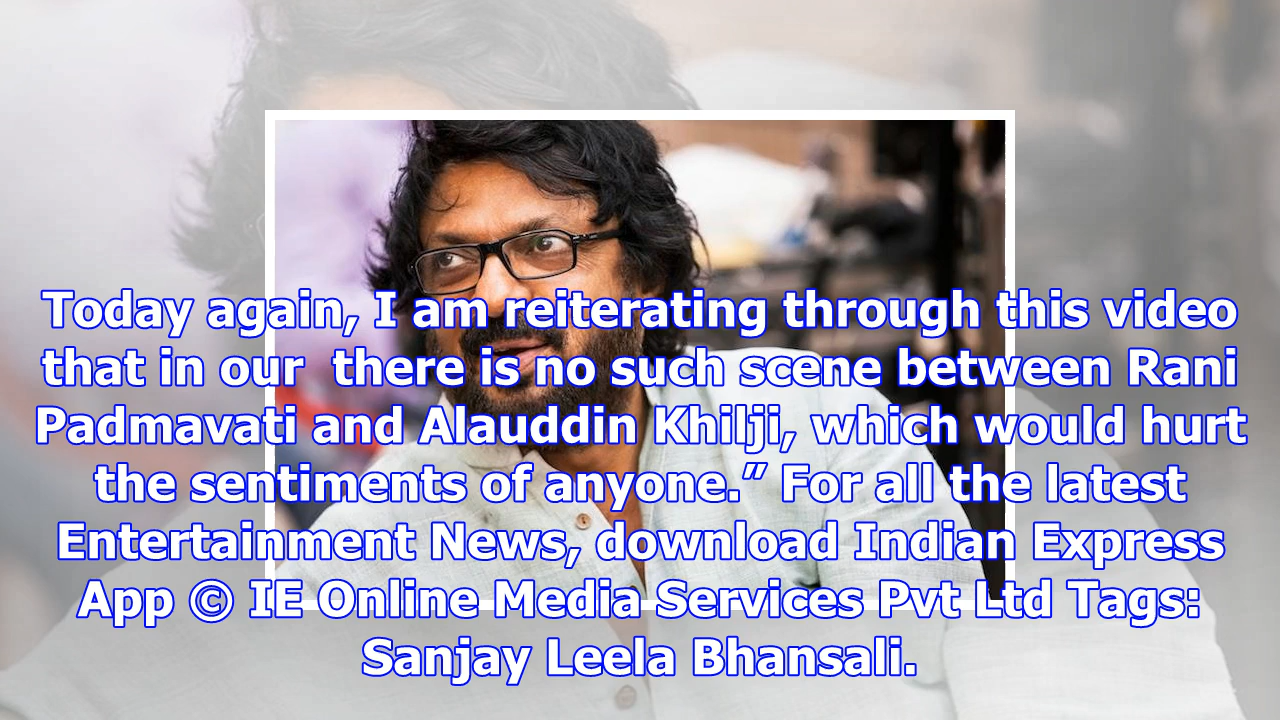 Today again, I am reiterating through this video
that in our  there is no such scene between Rani
Padmavati and Alauddin Khilji, which would hurt
the sentiments of anyone.” For all the latest
Entertainment News, download Indian Express
App © IE Online Media Services Pvt Ltd Tags:
Sanjay Leela Bhansali.